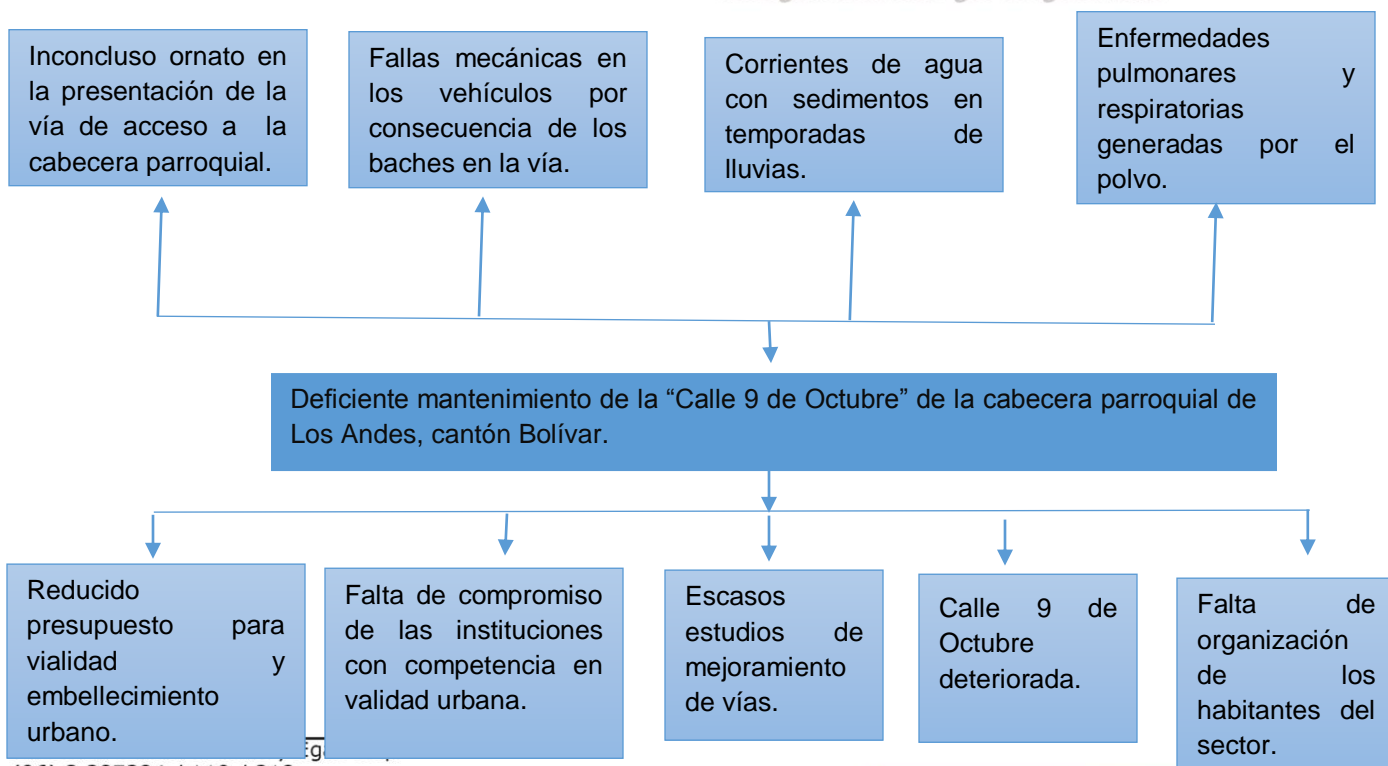 Inconcluso ornato en
la presentación de la
vía de acceso a la
cabecera parroquial.
Fallas mecánicas en
los vehículos por
consecuencia de los
baches en la vía.
Corrientes de agua
con sedimentos en
temporadas de
lluvias.
Enfermedades
pulmonares y
respiratorias
generadas por el
polvo.
Deficiente mantenimiento de la “Calle 9 de Octubre” de la cabecera parroquial de
Los Andes, cantón Bolívar.
Reducido
presupuesto para
vialidad y
embellecimiento
urbano.
Falta de compromiso
de las instituciones
con competencia en
validad urbana.
Escasos
estudios de
mejoramiento
de vías.
Calle 9 de
Octubre
deteriorada.
Falta de
organización
de los
habitantes del
sector.